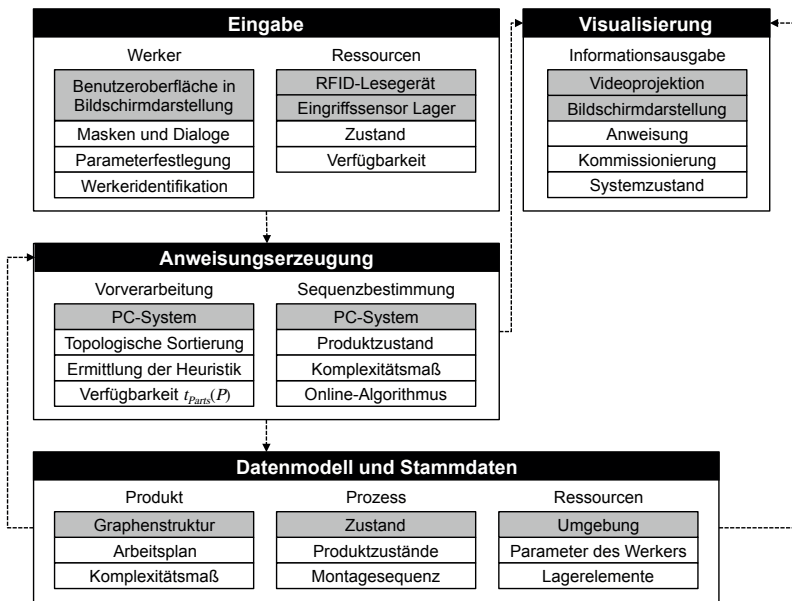 Eingabe
Werker
Benutzeroberfläche in
Bildschirmdarstellung
Masken und Dialoge
Parameterfestlegung
Werkeridentifikation
Ressourcen
RFID-Lesegerät
Eingriffssensor Lager
Zustand
Verfügbarkeit
Visualisierung
Informationsausgabe
Videoprojektion
Bildschirmdarstellung
Anweisung
Kommissionierung
Systemzustand
Anweisungserzeugung
Vorverarbeitung
PC-System
Topologische Sortierung
Ermittlung der Heuristik
Verfügbarkeit t_Parts(P)
Sequenzbestimmung
PC-System
Produktzustand
Komplexitätsmaß
Online-Algorithmus
Datenmodell und Stammdaten
Produkt
Graphenstruktur
Arbeitsplan
Komplexitätsmaß
Prozess
Zustand
Produktzustände
Montagesequenz
Ressourcen
Umgebung
Parameter des Werkers
Lagerelemente